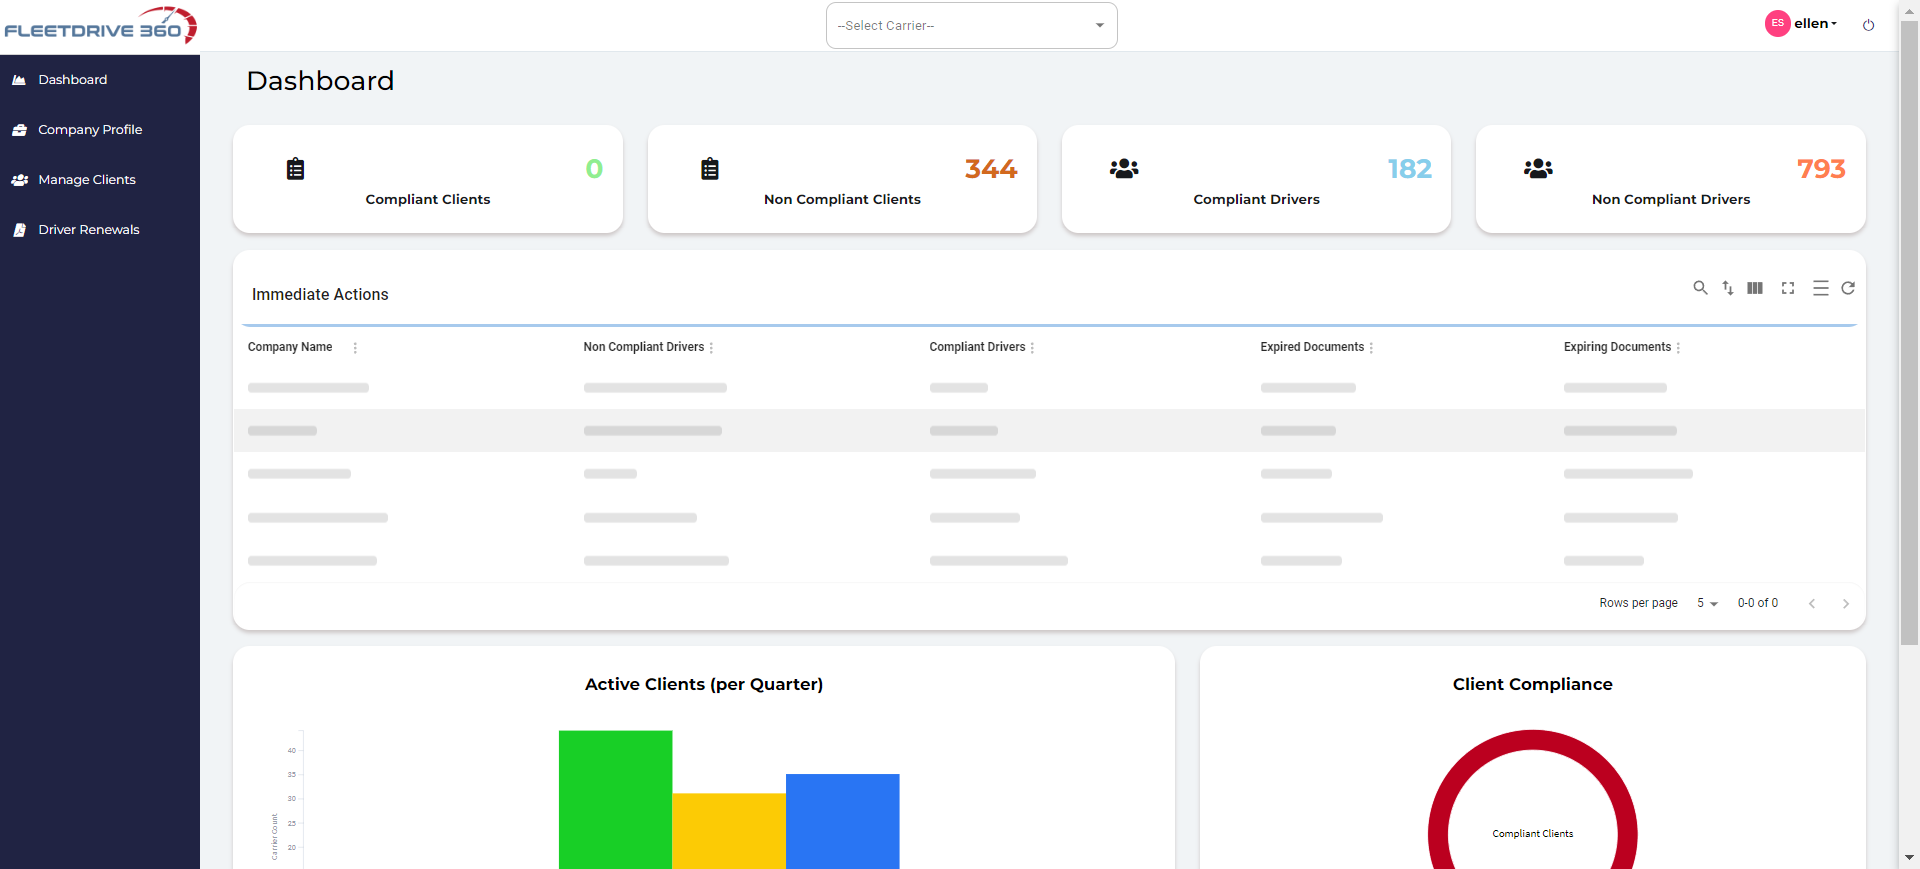 FLEETDRIVE 360
--Select Carrier--
ES ellen
Dashboard
Company Profile
Manage Clients
Driver Renewals
Dashboard
0
Compliant Clients
344
Non Compliant Clients
182
Compliant Drivers
793
Non Compliant Drivers
Immediate Actions
Company Name Non Compliant Drivers Compliant Drivers Expired Documents Expiring Documents
Rows per page 5 0-0 of 0
Active Clients (per Quarter)
40
35
30
25
20
Carrier Count
Client Compliance
Compliant Clients